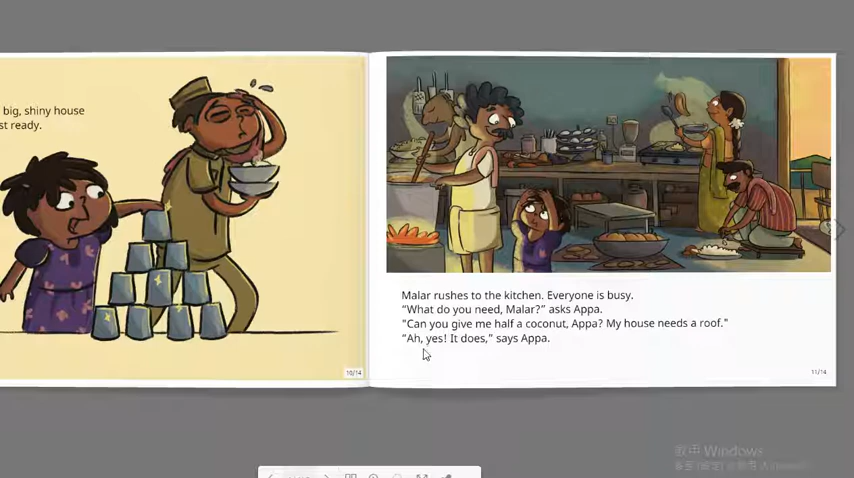 big, shiny house
st ready.
10/14
Malar rushes to the kitchen. Everyone is busy.
“What do you need, Malar?” asks Appa.
"Can you give me half a coconut, Appa? My house needs a roof."
“Ah, yes! It does,” says Appa.
11/14
激活 Windows